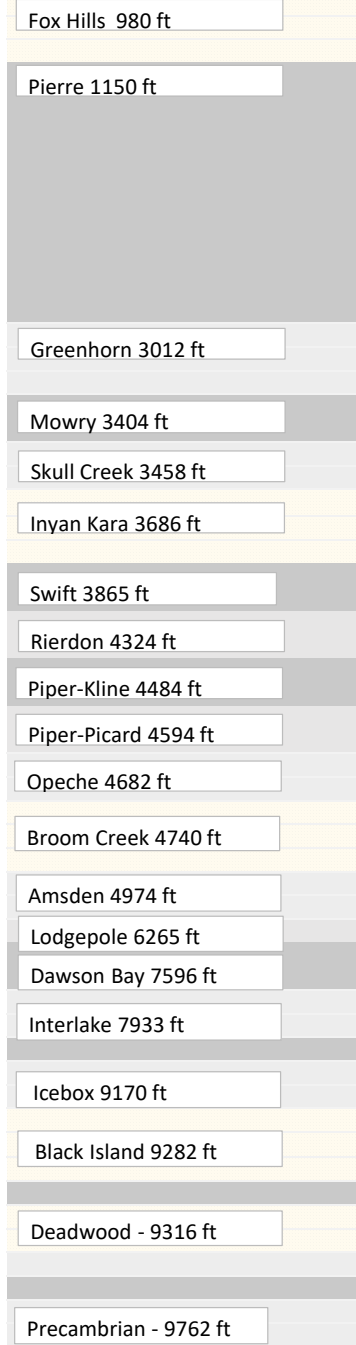 Fox Hills  980 ft
Pierre 1150 ft
Greenhorn 3012 ft
Mowry 3404 ft
Skull Creek 3458 ft
Inyan Kara 3686 ft
Swift 3865 ft
Rierdon 4324 ft
Piper-Kline 4484 ft
Piper-Picard 4594 ft
Opeche 4682 ft
Broom Creek 4740 ft
Amsden 4974 ft
Lodgepole 6265 ft
Dawson Bay 7596 ft
Interlake 7933 ft
Icebox 9170 ft
Black Island 9282 ft
Deadwood - 9316 ft
Precambrian - 9762 ft